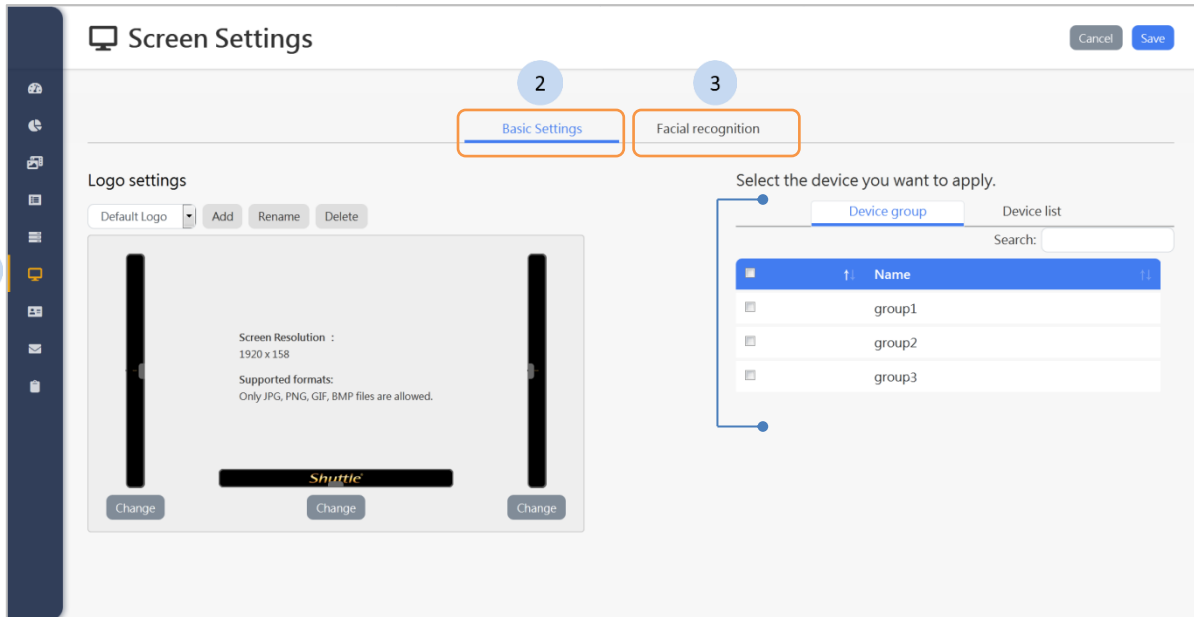 Screen Settings
Cancel
Save
2
3
Basic Settings
Facial recognition
Logo settings
Select the device you want to apply.
Default Logo
Add
Rename
Delete
Device group
Device list
Search:
Name
group1
group2
group3
Screen Resolution :
1920 x 158
Supported formats:
Only JPG, PNG, GIF, BMP files are allowed.
Shuttle
Change
Change
Change